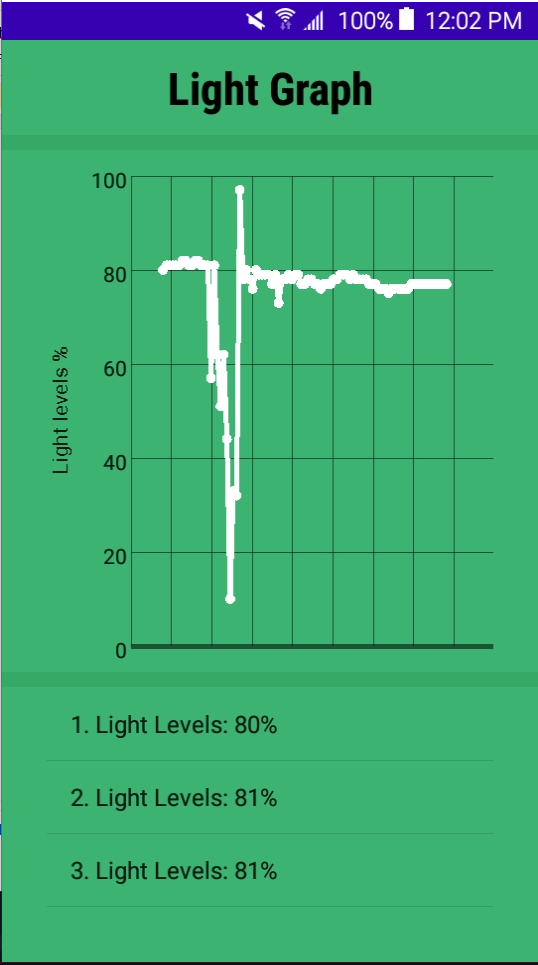 100% 12:02 PM
Light Graph
100
80
60
40
20
0
Light levels %
1. Light Levels: 80%
2. Light Levels: 81%
3. Light Levels: 81%